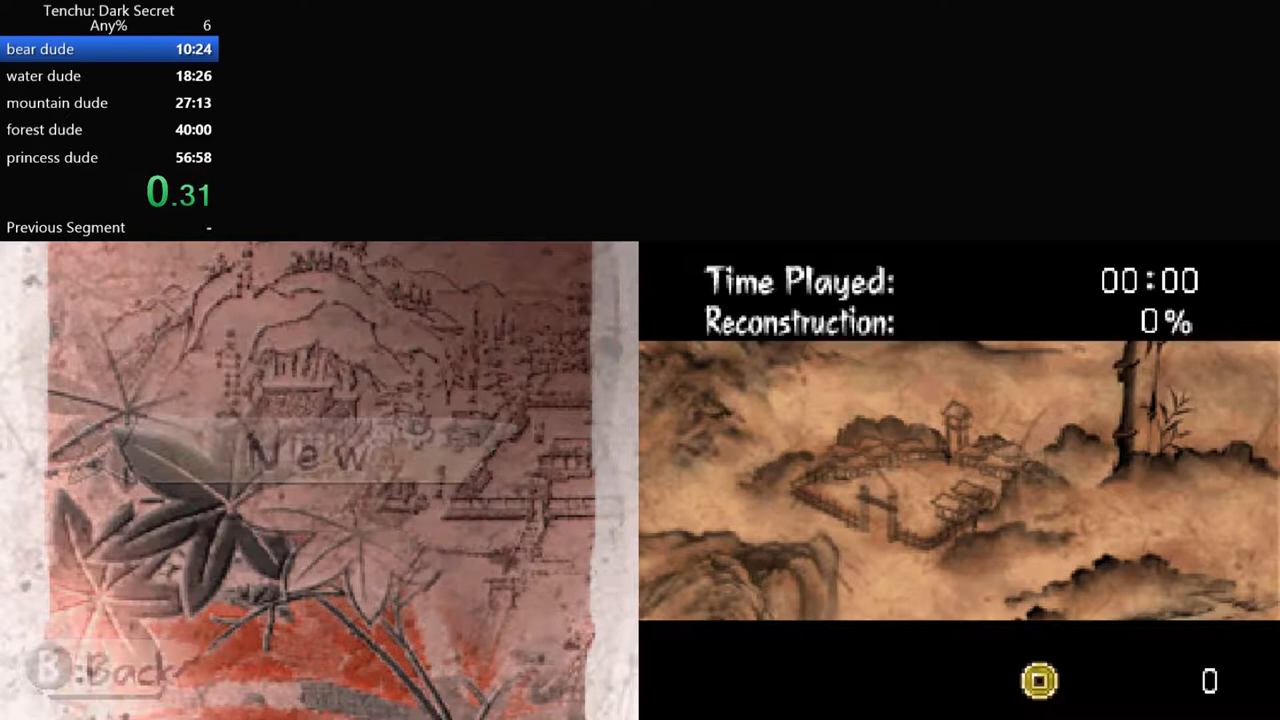 Tenchu: Dark Secret
Any% 6
bear dude 10:24
water dude 18:26
mountain dude 27:13
forest dude 40:00
princess dude 56:58
0.31
Previous Segment -
New
B:Back
Time Played: 00:00
Reconstruction: 0%
0